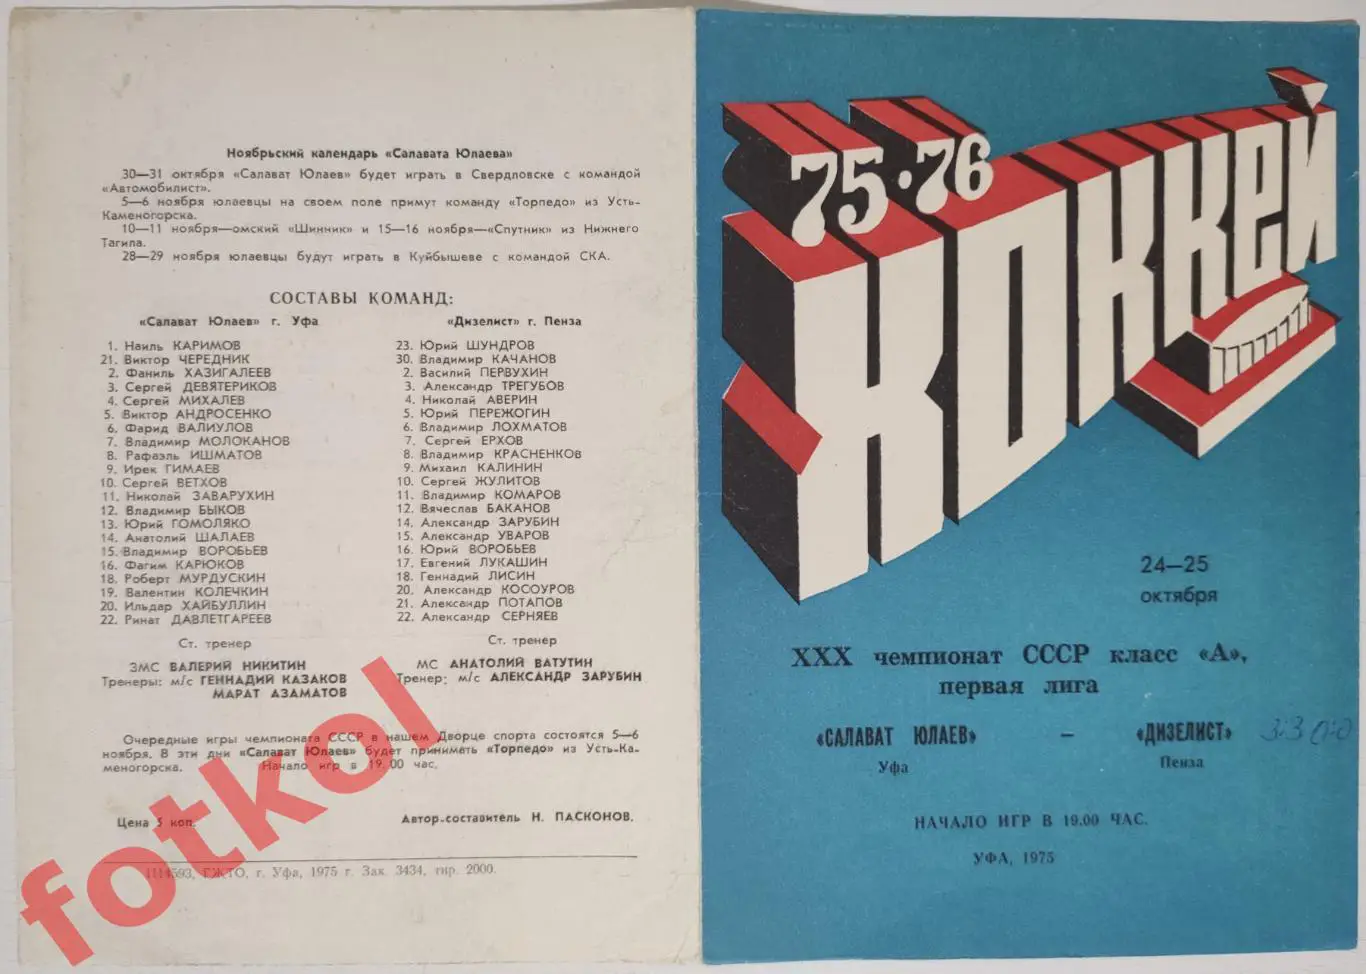 Ноябрьский календарь «Салавата Юлаева»
30—31 октября «Салават Юлаев» будет играть в Свердловске с командой
«Автомобилист».
5—6 ноября юлаевцы на своем поле примут команду «Торпедо» из Усть-
Каменогорска.
10—11 ноября—омский «Шинник» и 15—16 ноября—«Спутник» из Нижнего
Тагила.
28—29 ноября юлаевцы будут играть в Куйбышеве с командой СКА.
СОСТАВЫ КОМАНД:
«Салават Юлаев» г. Уфа
1. Наиль КАРИМОВ
21. Виктор ЧЕРЕДНИК
2. Фаниль ХАЗИГАЛЕЕВ
3. Сергей ДЕВЯТЕРИКОВ
4. Сергей МИХАЛЕВ
5. Виктор АНДРОСЕНКО
6. Фарид ВАЛИУЛОВ
7. Владимир МОЛОКАНОВ
8. Рафаэль ИШМАТОВ
9. Ирек ГИМАЕВ
10. Сергей ВЕТХОВ
11. Николай ЗАВАРУХИН
12. Владимир БЫКОВ
13. Юрий ГОМОЛЯКО
14. Анатолий ШАЛАЕВ
15. Владимир ВОРОБЬЕВ
16. Фагим КАРЮКОВ
18. Роберт МУРДУСКИН
19. Валентин КОЛЕЧКИН
20. Ильдар ХАЙБУЛЛИН
22. Ринат ДАВЛЕТГАРЕЕВ
Ст. тренер
ЗМС ВАЛЕРИЙ НИКИТИН
Тренеры: м/с ГЕННАДИЙ КАЗАКОВ
МАРАТ АЗАМАТОВ
«Дизелист» г. Пенза
23. Юрий ШУНДРОВ
30. Владимир КАЧАНОВ
2. Василий ПЕРВУХИН
3. Александр ТРЕГУБОВ
4. Николай АВЕРИН
5. Юрий ПЕРЕЖОГИН
6. Владимир ЛОХМАТОВ
7. Сергей ЕРХОВ
8. Владимир КРАСНЕНКОВ
9. Михаил КАЛИНИН
10. Сергей ЖУЛИТОВ
11. Владимир КОМАРОВ
12. Вячеслав БАКАНОВ
14. Александр ЗАРУБИН
15. Александр УВАРОВ
16. Юрий ВОРОБЬЕВ
17. Евгений ЛУКАШИН
18. Геннадий ЛИСИН
20. Александр КОСОУРОВ
21. Александр ПОТАПОВ
22. Александр СЕРНЯЕВ
Ст. тренер
МС АНАТОЛИЙ ВАТУТИН
Тренер: м/с АЛЕКСАНДР ЗАРУБИН
Очередные игры чемпионата СССР в нашем Дворце спорта состоятся 5—6
ноября. В эти дни «Салават Юлаев» будет принимать «Торпедо» из Усть-Ка-
меногорска. Начало игр в 19.00 час.
Цена 5 коп.
Автор-составитель Н. ПАСКОНОВ.
1114593, ГЖТО, г. Уфа, 1975 г. Зак. 3434, тир. 2000.
fotkol
75·76
ХОККЕЙ
24—25
октября
XXX чемпионат СССР класс «А»,
первая лига
«САЛАВАТ ЮЛАЕВ» — «ДИЗЕЛИСТ»
Уфа Пенза
НАЧАЛО ИГР В 19.00 ЧАС.
УФА, 1975